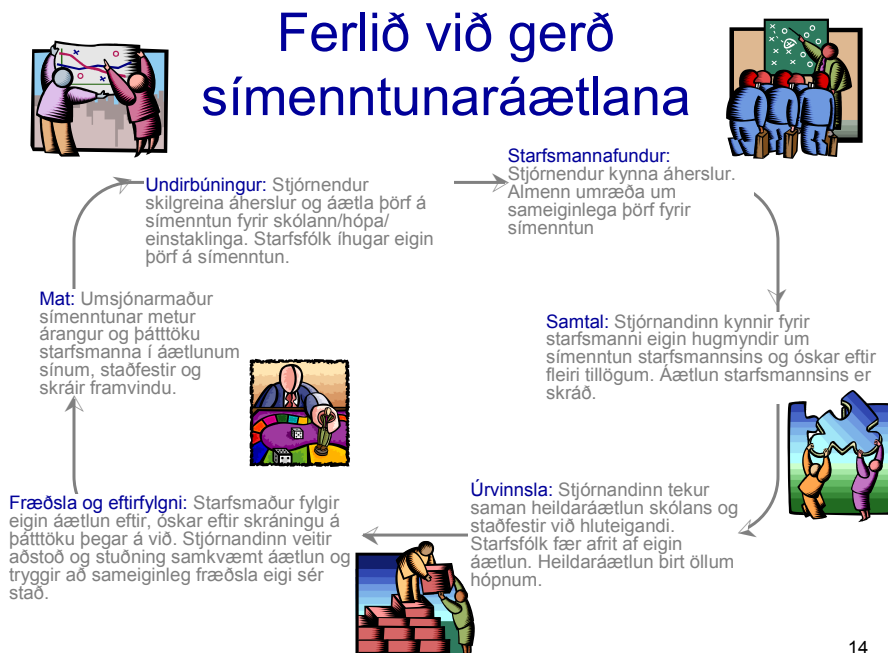 Ferlið við gerð
símenntunaráætlana
Undirbúningur: Stjórnendur
skilgreina áherslur og áætla þörf á
símenntun fyrir skólann/hópa/
einstaklinga. Starfsfólk íhugar eigin
þörf á símenntun.
Starfsmannafundur:
Stjórnendur kynna áherslur.
Almenn umræða um
sameiginlega þörf fyrir
símenntun
Samtal: Stjórnandinn kynnir fyrir
starfsmanni eigin hugmyndir um
símenntun starfsmannsins og óskar eftir
fleiri tillögum. Áætlun starfsmannsins er
skráð.
Úrvinnsla: Stjórnandinn tekur
saman heildaráætlun skólans og
staðfestir við hluteigandi.
Starfsfólk fær afrit af eigin
áætlun. Heildaráætlun birt öllum
hópnum.
Fræðsla og eftirfylgni: Starfsmaður fylgir
eigin áætlun eftir, óskar eftir skráningu á
þátttöku þegar á við. Stjórnandinn veitir
aðstoð og stuðning samkvæmt áætlun og
tryggir að sameiginleg fræðsla eigi sér
stað.
Mat: Umsjónarmaður
símenntunar metur
árangur og þátttöku
starfsmanna í áætlunum
sínum, staðfestir og
skráir framvindu.
14